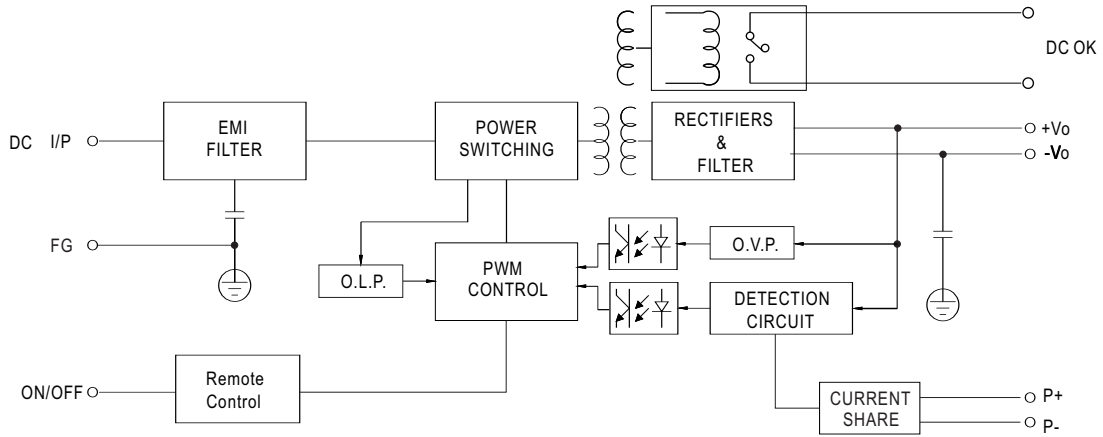 DC OK
DC I/P
EMI
FILTER
POWER
SWITCHING
RECTIFIERS
&
FILTER
+Vo
-Vo
FG
O.L.P.
PWM
CONTROL
O.V.P.
DETECTION
CIRCUIT
ON/OFF
Remote
Control
CURRENT
SHARE
P+
P-